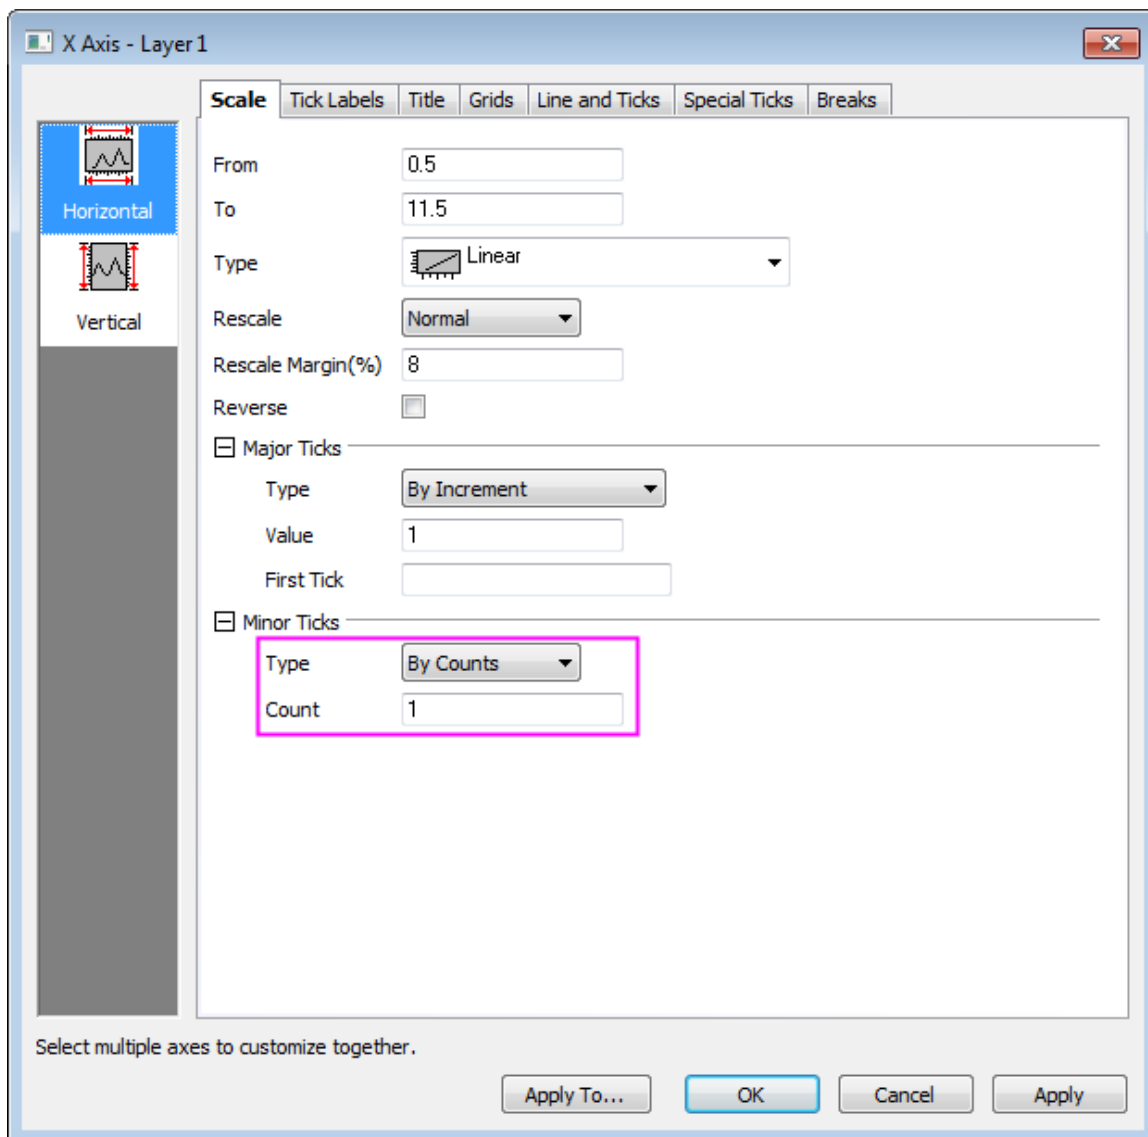 X Axis - Layer1
Scale Tick Labels Title Grids Line and Ticks Special Ticks Breaks
Horizontal
Vertical
From 0.5
To 11.5
Type Linear
Rescale Normal
Rescale Margin(%) 8
Reverse
Major Ticks
Type By Increment
Value 1
First Tick
Minor Ticks
Type By Counts
Count 1
Select multiple axes to customize together.
Apply To... OK Cancel Apply